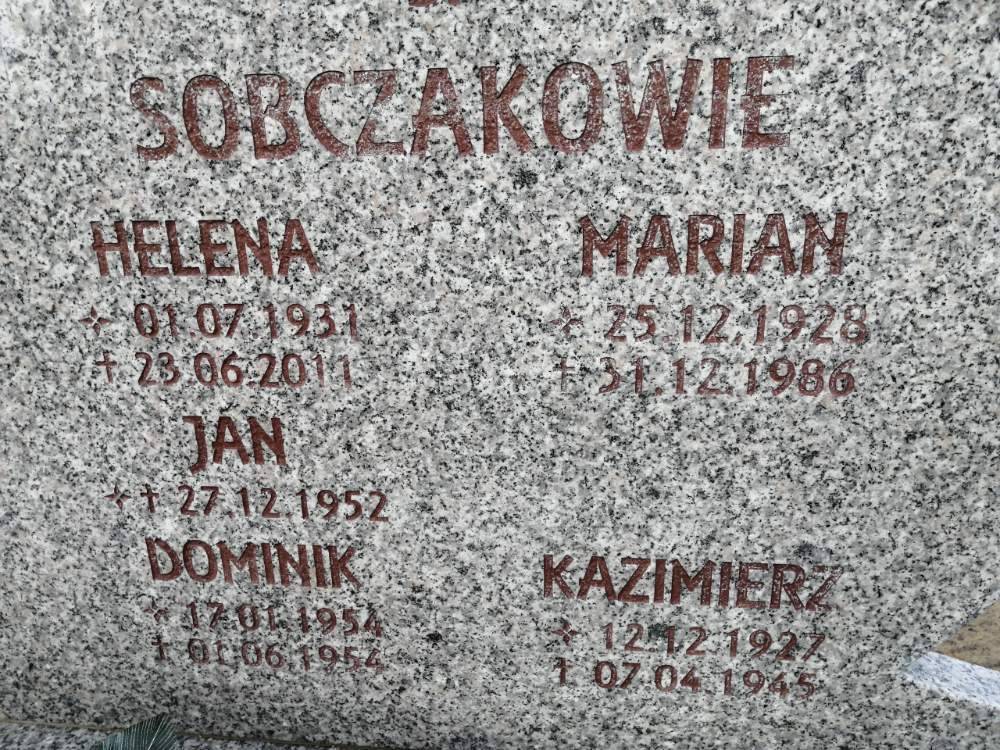 SOBCZAKOWIE
HELENA
01.07.1931
† 23.06.2011
MARIAN
25.12.1928
† 31.12.1986
JAN
† 27.12.1952
DOMINIK
17.01.1954
† 01.06.1954
KAZIMIERZ
12.12.1927
† 07.04.1945